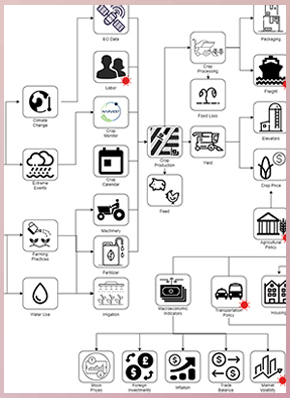 EO Data
Packaging
Labor
Crop
Processing
Freight
Climate
Change
HARVEST
Crop
Monitor
Food Loss
Elevators
Crop
Production
Yield
Extreme
Events
Crop
Calendar
Crop Price
Feed
Machinery
Agricultural
Policy
Farming
Practices
Fertilizer
Macroeconomic
Indicators
Transportation
Policy
Housing
Water Use
Irrigation
Stock
Prices
Foreign
Investments
Inflation
Trade
Balance
Market
Volatility